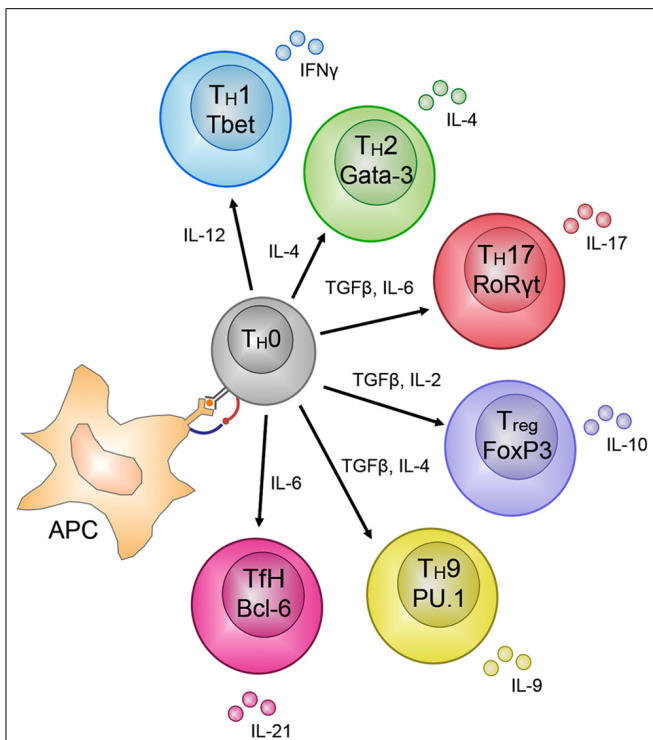 IFNγ
TH1
Tbet
IL-4
TH2
Gata-3
IL-12
IL-4
IL-17
TH17
RoRγt
TGFβ, IL-6
TH0
TGFβ, IL-2
Treg
FoxP3
IL-10
TGFβ, IL-4
IL-6
APC
TfH
Bcl-6
TH9
PU.1
IL-9
IL-21